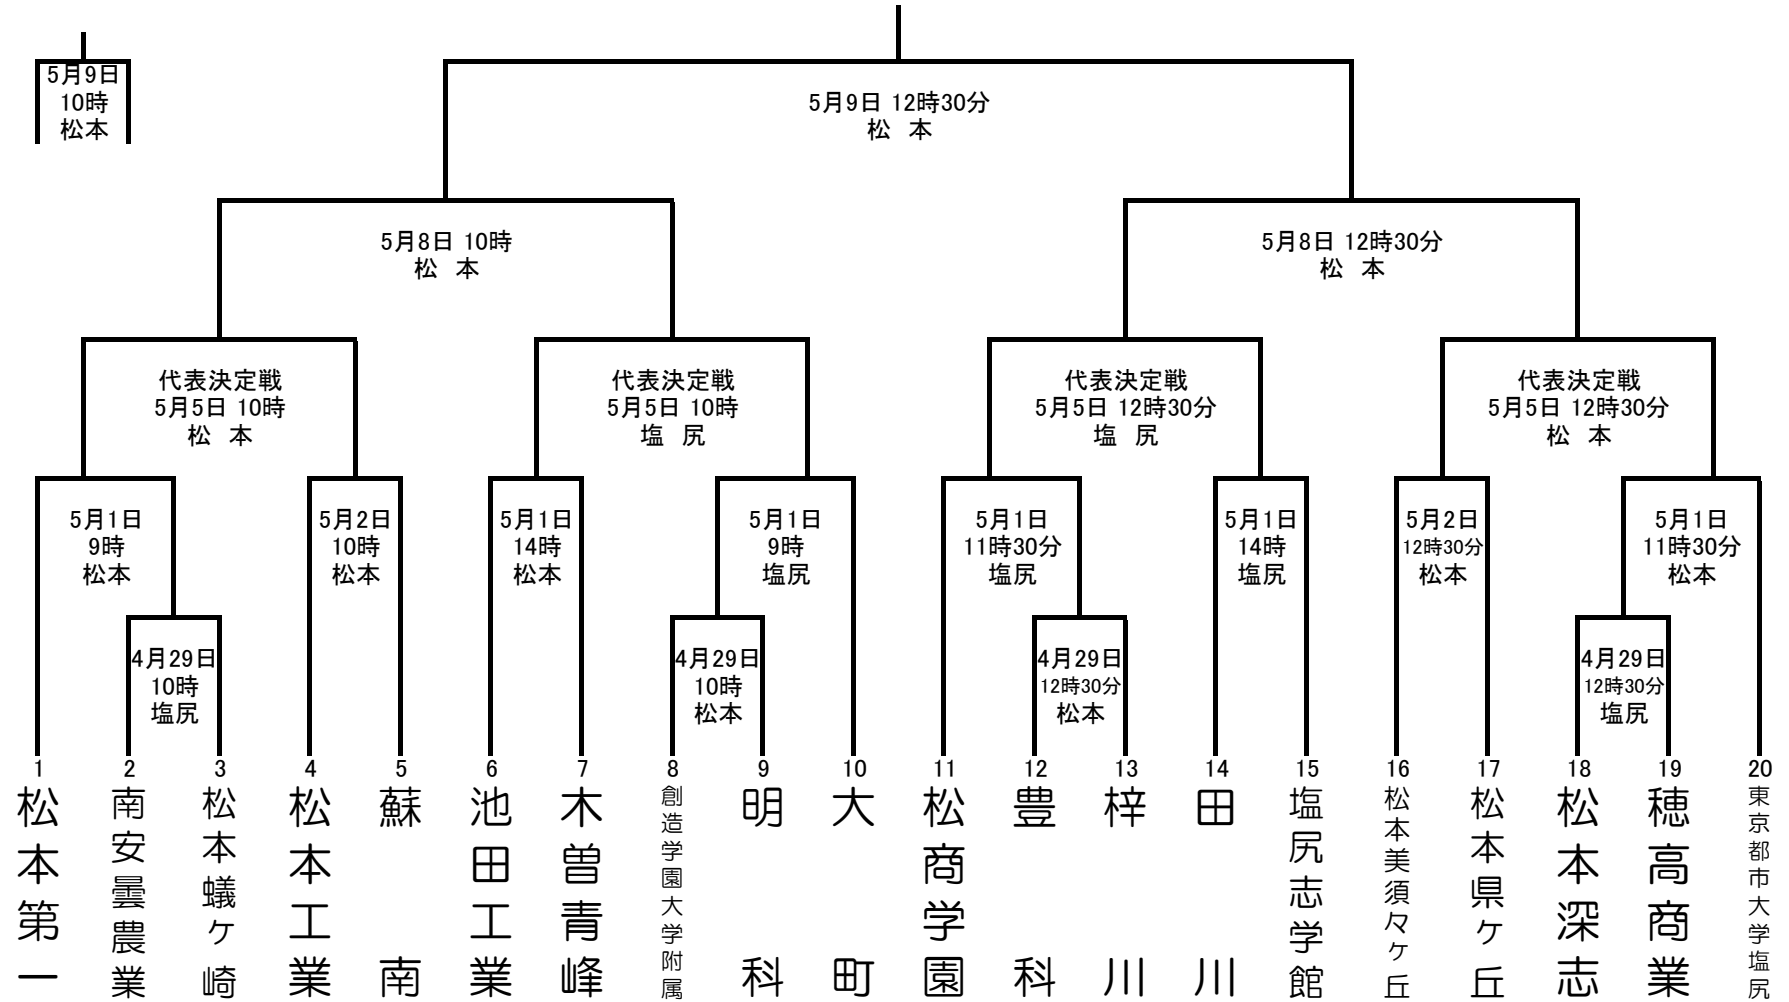 5月9日
10時
松本
5月9日 12時30分
松 本
5月8日 10時
松 本
5月8日 12時30分
松 本
代表決定戦
5月5日 10時
松 本
代表決定戦
5月5日 10時
塩 尻
代表決定戦
5月5日 12時30分
塩 尻
代表決定戦
5月5日 12時30分
松 本
5月1日
9時
松本
5月2日
10時
松本
5月1日
14時
松本
5月1日
9時
塩尻
5月1日
11時30分
塩尻
5月1日
14時
塩尻
5月2日
12時30分
松本
5月1日
11時30分
松本
4月29日
10時
塩尻
4月29日
10時
松本
4月29日
12時30分
松本
4月29日
12時30分
塩尻
1
松本第一
2
南安曇農業
3
松本蟻ケ崎
4
松本工業
5
蘇南
6
池田工業
7
木曽青峰
8
創造学園大学附属
9
明科
10
大町
11
松商学園
12
豊科
13
梓川
14
田川
15
塩尻志学館
16
松本美須々ケ丘
17
松本県ケ丘
18
松本深志
19
穂高商業
20
東京都市大学塩尻